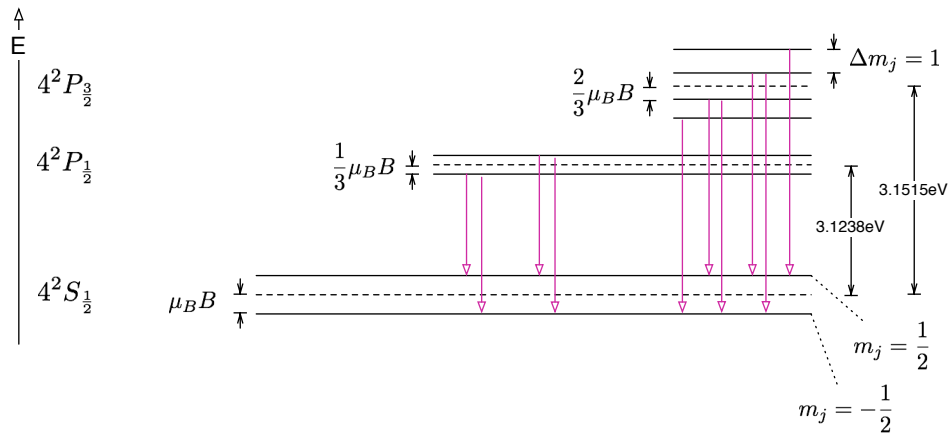 E
Δm_j = 1
4²P_{3/2}
2/3 μ_B B
4²P_{1/2}
1/3 μ_B B
3.1515eV
3.1238eV
4²S_{1/2}
μ_B B
m_j = 1/2
m_j = -1/2